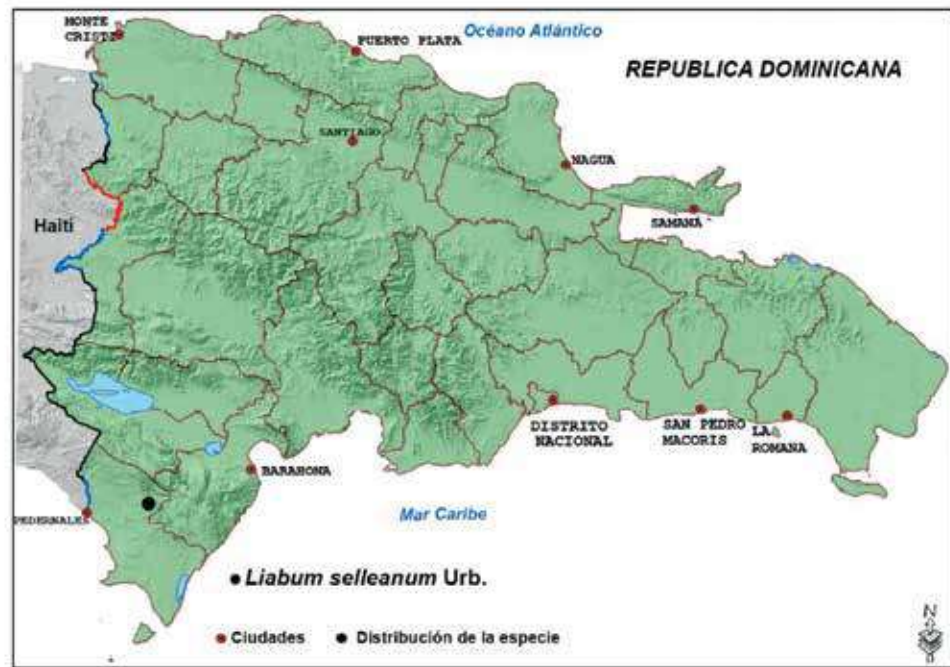 MONTE
CRISTI
PUERTO PLATA
Océano Atlántico
REPUBLICA DOMINICANA
SANTIAGO
NAGUA
SAMANÁ
Haití
DISTRITO
NACIONAL
SAN PEDRO
MACORIS
LA
ROMANA
BARAHONA
PEDERNALES
Mar Caribe
Liabum selleanum Urb.
Ciudades
Distribución de la especie
N